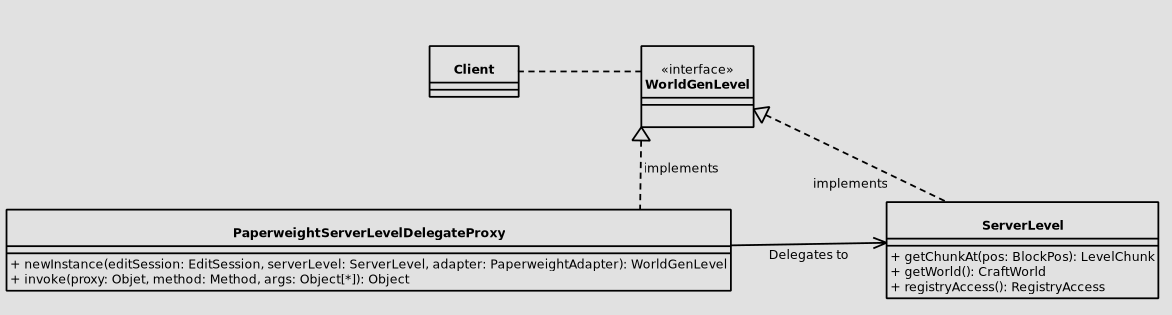 Client
«interface»
WorldGenLevel
implements
implements
PaperweightServerLevelDelegateProxy
+ newInstance(editSession: EditSession, serverLevel: ServerLevel, adapter: PaperweightAdapter): WorldGenLevel
+ invoke(proxy: Objet, method: Method, args: Object[*]): Object
Delegates to
ServerLevel
+ getChunkAt(pos: BlockPos): LevelChunk
+ getWorld(): CraftWorld
+ registryAccess(): RegistryAccess